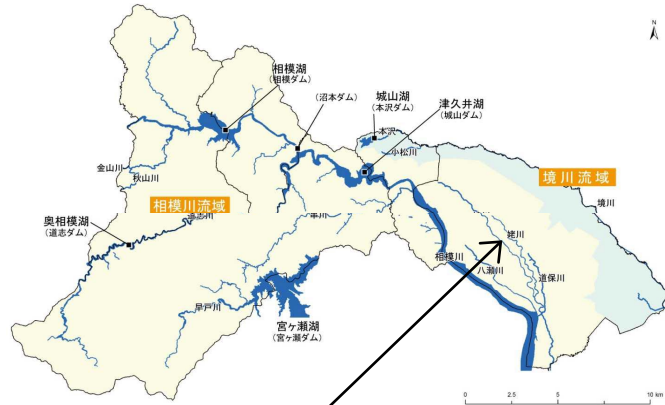 N
相模湖
(相模ダム)
(沼本ダム)
城山湖
(本沢ダム)
津久井湖
(城山ダム)
本沢
小松川
境川流域
境川
金山川
秋山川
相模川流域
道志川
奥相模湖
(道志ダム)
串川
姥川
相模川
八瀬川
道保川
早戸川
宮ヶ瀬湖
(宮ヶ瀬ダム)
0 2.5 5 10 km